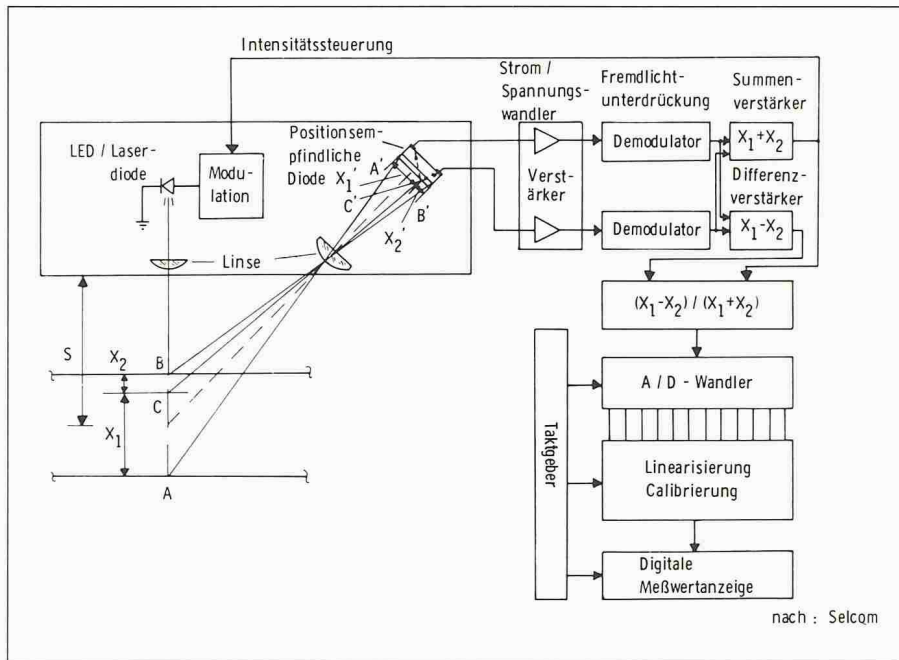 Intensitätssteuerung
Strom /
Spannungs-
wandler
Fremdlicht-
unterdrückung
Summen-
verstärker
LED / Laser-
diode
Modu-
lation
Positionsem-
pfindliche
Diode
A'
X₁'
C'
B'
X₂'
Verst-
ärker
Demodulator
X₁+X₂
Differenz-
verstärker
Demodulator
X₁-X₂
Linse
(X₁-X₂) / (X₁+X₂)
S
X₂
B
C
X₁
A
Taktgeber
A / D - Wandler
Linearisierung
Calibrierung
Digitale
Meßwertanzeige
nach : Selcom